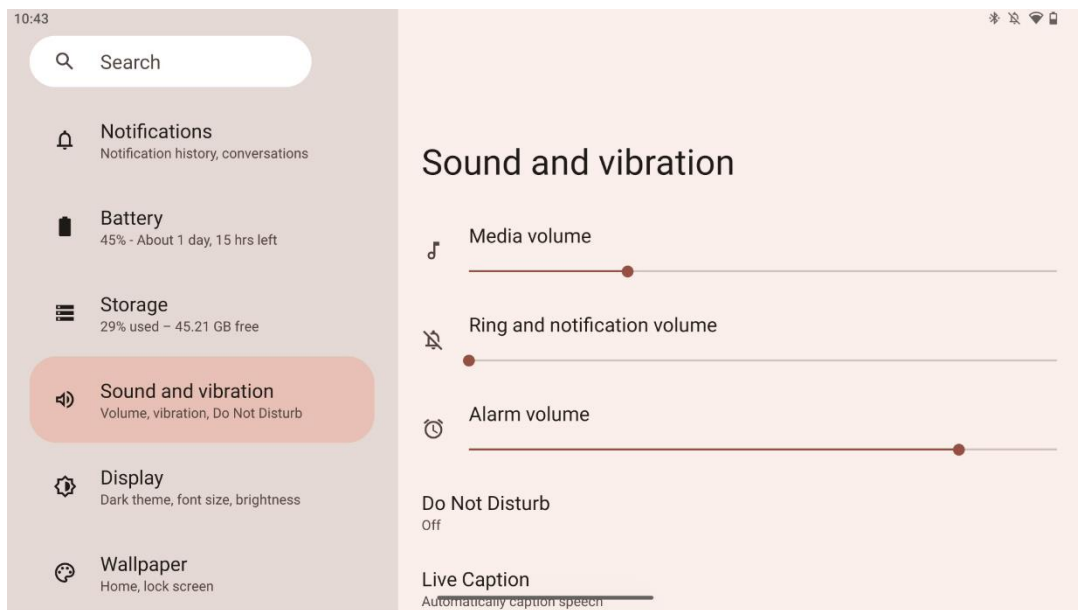 10:43
Search
Notifications
Notification history, conversations
Battery
45% - About 1 day, 15 hrs left
Storage
29% used – 45.21 GB free
Sound and vibration
Volume, vibration, Do Not Disturb
Display
Dark theme, font size, brightness
Wallpaper
Home, lock screen
Sound and vibration
Media volume
Ring and notification volume
Alarm volume
Do Not Disturb
Off
Live Caption
Automatically caption speech